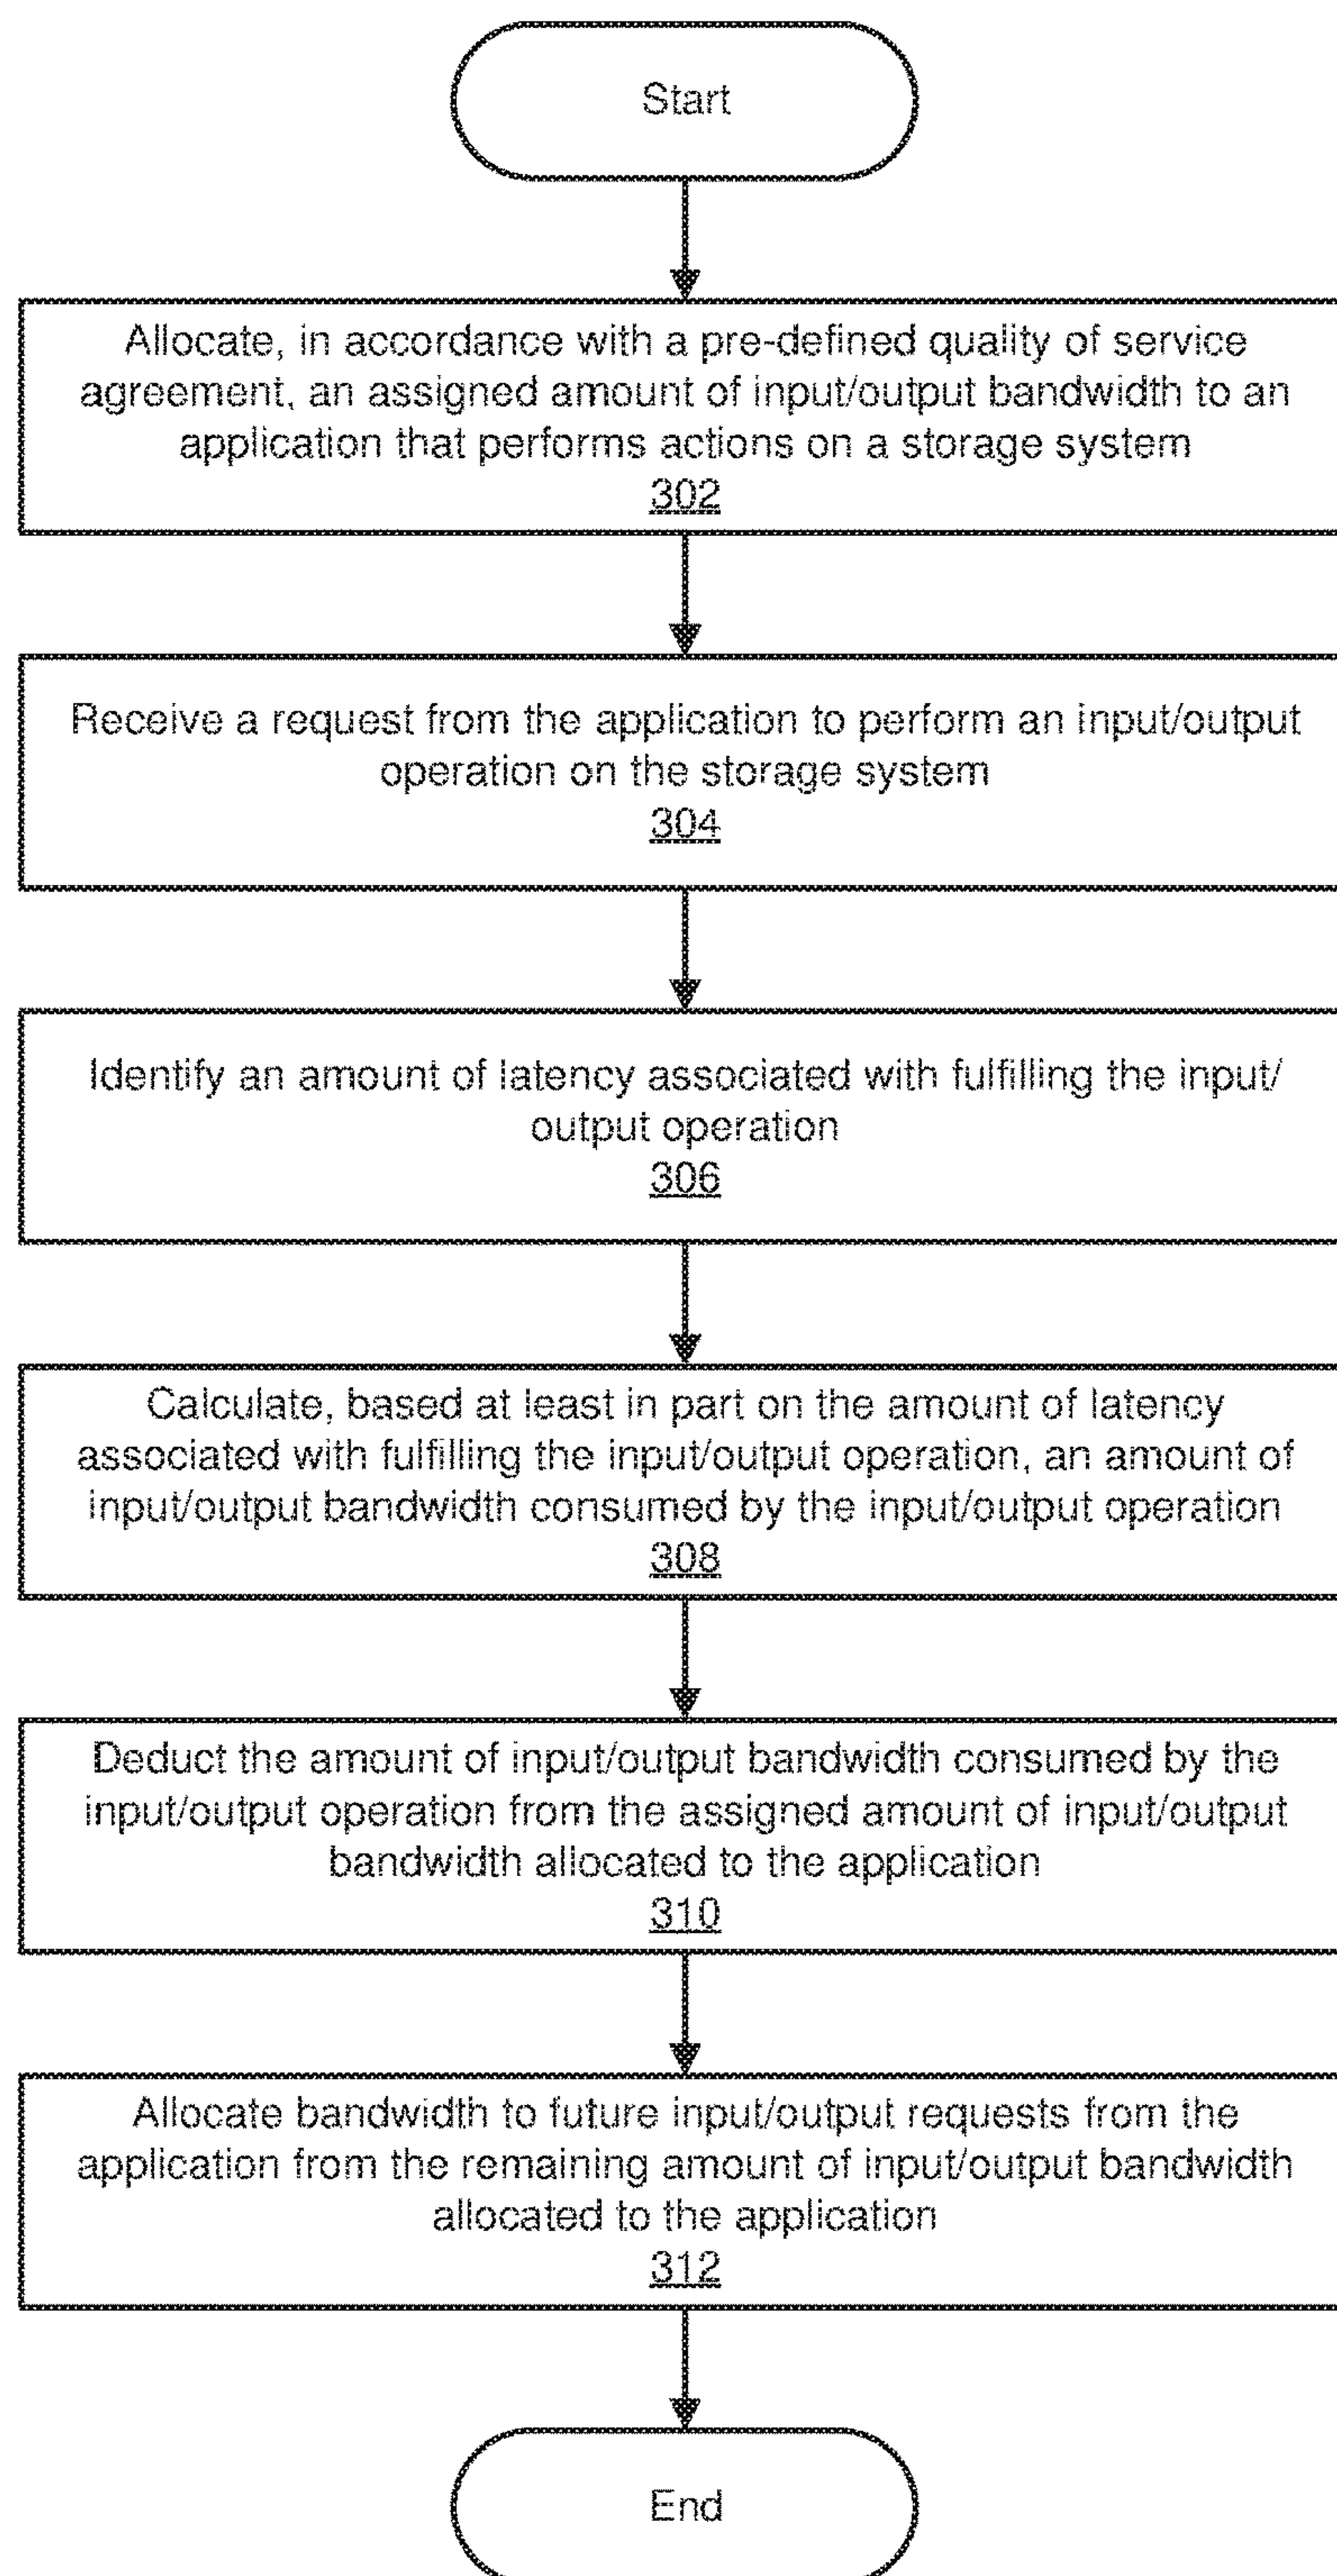 Start
Allocate, in accordance with a pre-defined quality of service
agreement, an assigned amount of input/output bandwidth to an
application that performs actions on a storage system
302
Receive a request from the application to perform an input/output
operation on the storage system
304
Identify an amount of latency associated with fulfilling the input/
output operation
306
Calculate, based at least in part on the amount of latency
associated with fulfilling the input/output operation, an amount of
input/output bandwidth consumed by the input/output operation
308
Deduct the amount of input/output bandwidth consumed by the
input/output operation from the assigned amount of input/output
bandwidth allocated to the application
310
Allocate bandwidth to future input/output requests from the
application from the remaining amount of input/output bandwidth
allocated to the application
312
End